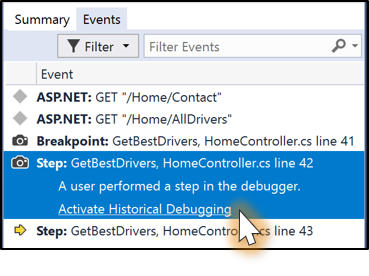 Summary Events
Filter Filter Events
Event
ASP.NET: GET "/Home/Contact"
ASP.NET: GET "/Home/AllDrivers"
Breakpoint: GetBestDrivers, HomeController.cs line 41
Step: GetBestDrivers, HomeController.cs line 42
A user performed a step in the debugger.
Activate Historical Debugging
Step: GetBestDrivers, HomeController.cs line 43